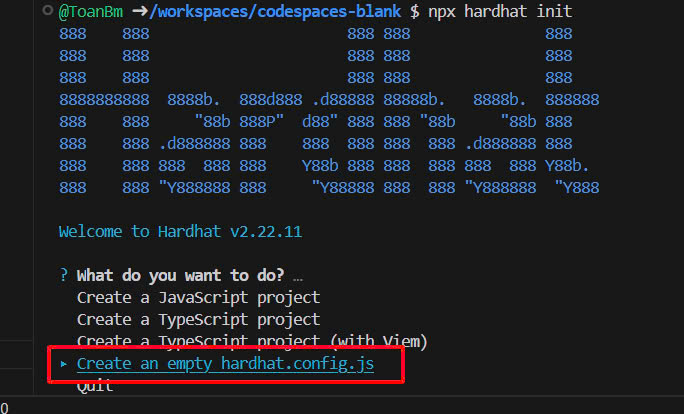 @ToanBm ➜/workspaces/codespaces-blank $ npx hardhat init
888    888                      888 888               888
888    888                      888 888               888
888    888                      888 888               888
8888888888  8888b.  888d888 .d88888 88888b.   8888b.  888888
888    888     "88b 888P"  d88" 888 888 "88b     "88b 888
888    888 .d888888 888    888  888 888  888 .d888888 888
888    888 888  888 888    Y88b 888 888  888 888  888 Y88b.
888    888 "Y888888 888     "Y88888 888  888 "Y888888  "Y888
Welcome to Hardhat v2.22.11
? What do you want to do? …
Create a JavaScript project
Create a TypeScript project
Create a TypeScript project (with Viem)
▸ Create an empty hardhat.config.js
Quit
0